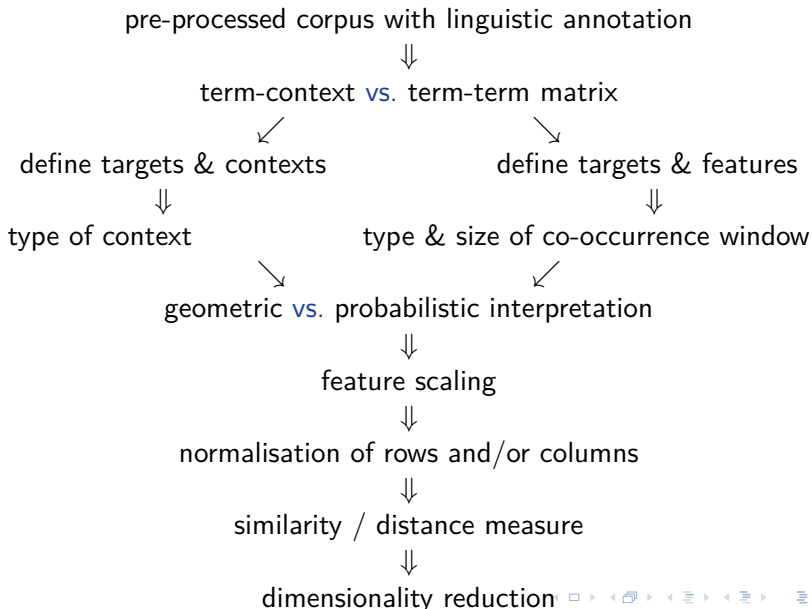 pre-processed corpus with linguistic annotation
⇓
term-context vs. term-term matrix
↙ ↘
define targets & contexts define targets & features
⇓ ⇓
type of context type & size of co-occurrence window
↘ ↙
geometric vs. probabilistic interpretation
⇓
feature scaling
⇓
normalisation of rows and/or columns
⇓
similarity / distance measure
⇓
dimensionality reduction